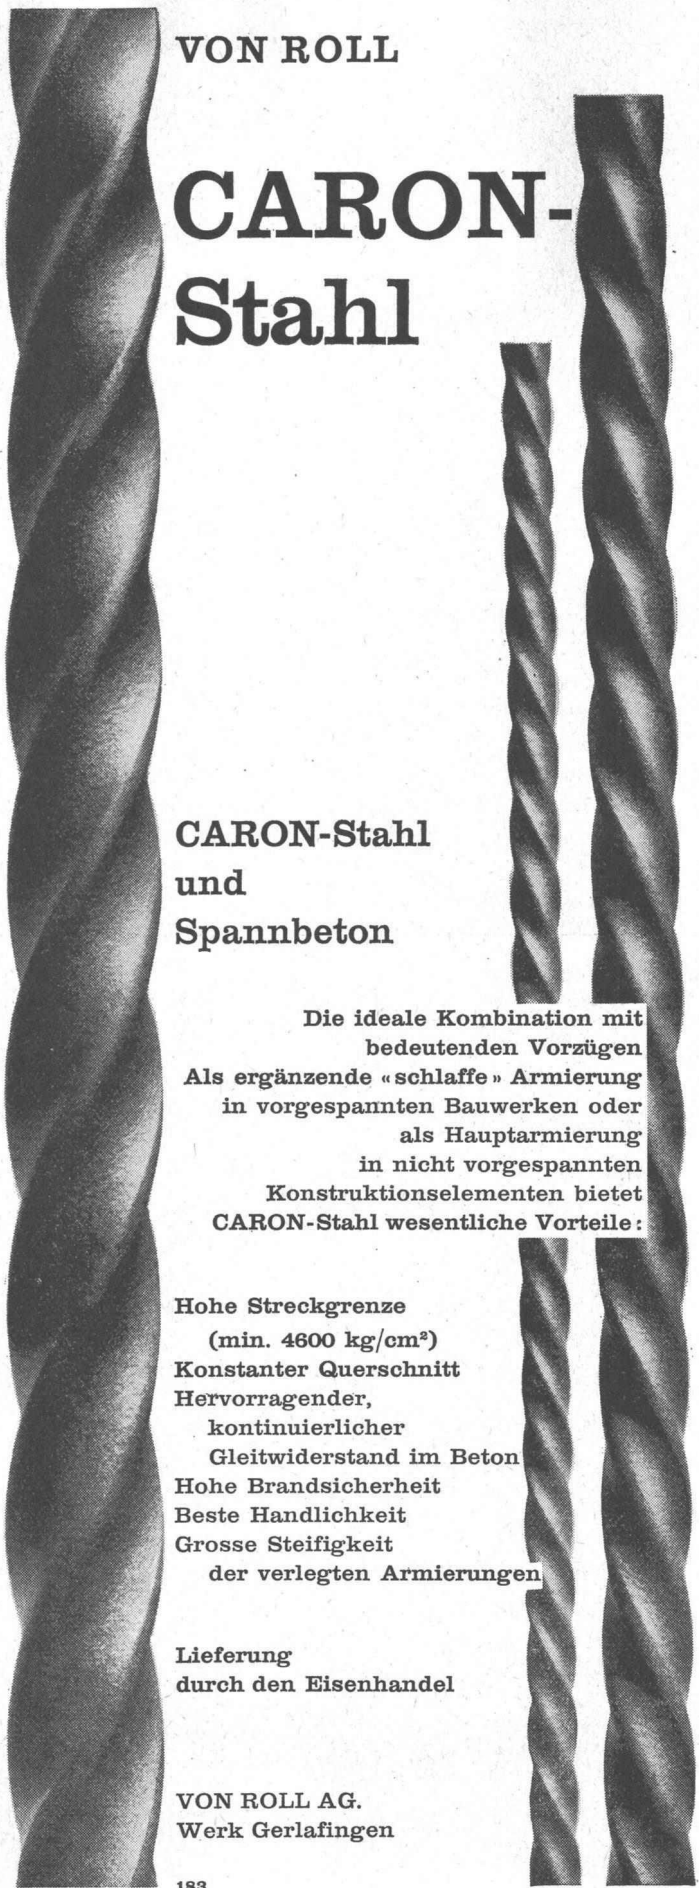 VON ROLL
CARON-
Stahl
CARON-Stahl
und
Spannbeton
Die ideale Kombination mit
bedeutenden Vorzügen
Als ergänzende «schlaffe» Armierung
in vorgespannten Bauwerken oder
als Hauptarmierung
in nicht vorgespannten
Konstruktionselementen bietet
CARON-Stahl wesentliche Vorteile:
Hohe Streckgrenze
(min. 4600 kg/cm²)
Konstanter Querschnitt
Hervorragender,
kontinuierlicher
Gleitwiderstand im Beton
Hohe Brandsicherheit
Beste Handlichkeit
Grosse Steifigkeit
der verlegten Armierungen
Lieferung
durch den Eisenhandel
VON ROLL AG.
Werk Gerlafingen
183